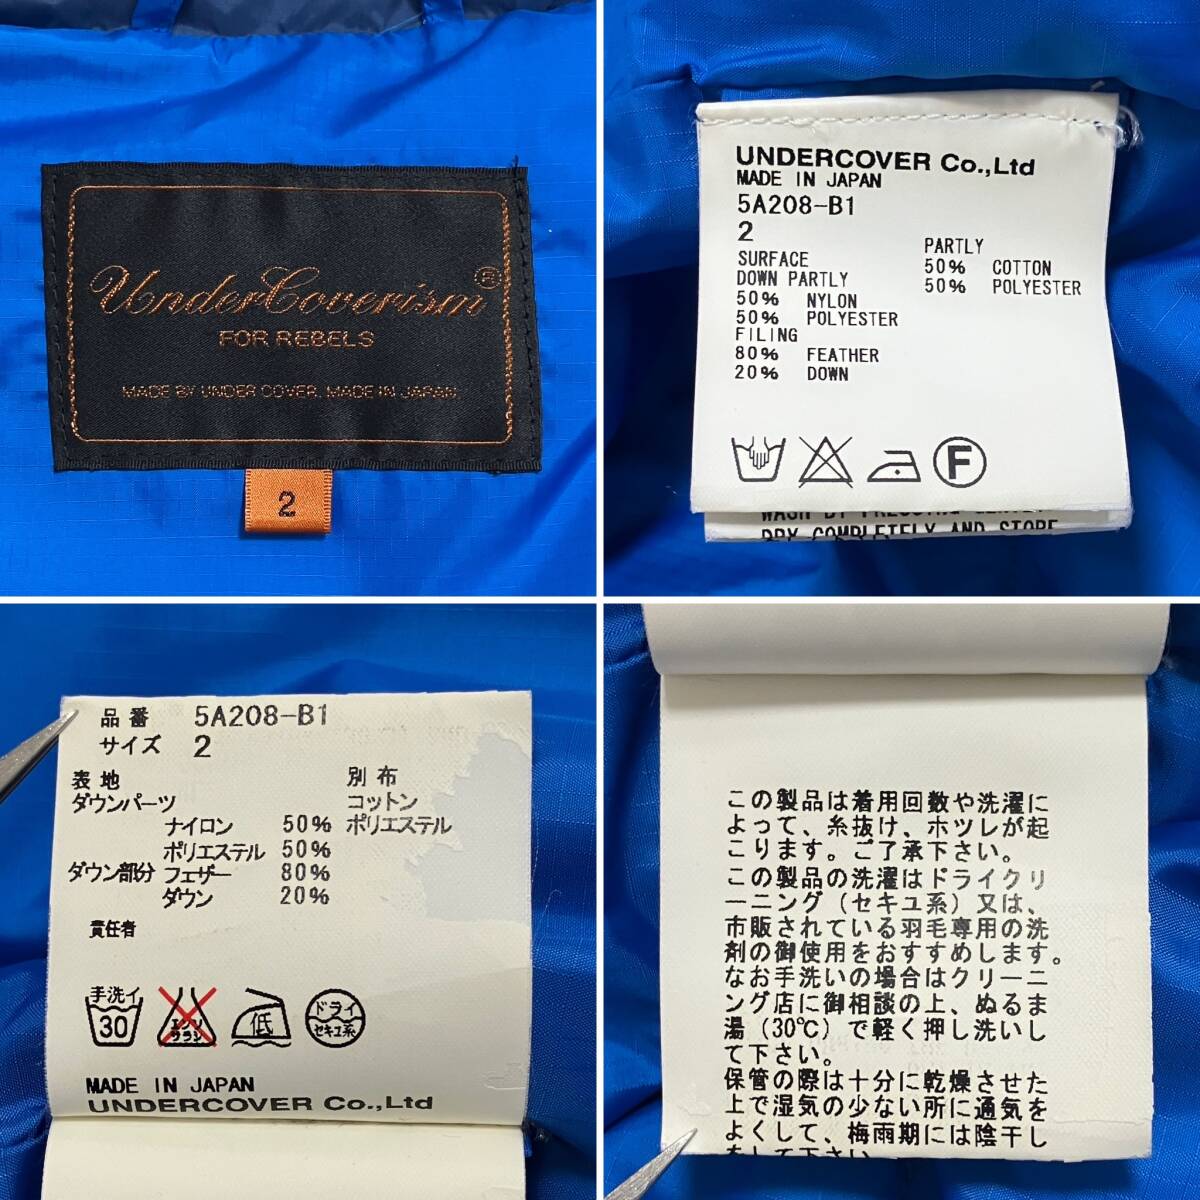 UnderCoverism®
FOR REBELS
MADE BY UNDER COVER. MADE IN JAPAN.
2
UNDERCOVER Co.,Ltd
MADE IN JAPAN
5A208-B1
2
SURFACE
DOWN PARTLY
50% NYLON
50% POLYESTER
FILING
80% FEATHER
20% DOWN
PARTLY
50% COTTON
50% POLYESTER
F
WASH BY PRESSING
DRY COMPLETELY AND STORE
品番 5A208-B1
サイズ 2
表地
ダウンパーツ
ナイロン 50%
ポリエステル 50%
ダウン部分 フェザー 80%
ダウン 20%
別布
コットン
ポリエステル
責任者
手洗イ
30
エンソ
サラシ
低
ドライ
セキユ系
MADE IN JAPAN
UNDERCOVER Co.,Ltd
この製品は着用回数や洗濯に
よって、糸抜け、ホツレが起
こります。ご了承下さい。
この製品の洗濯はドライクリ
ーニング(セキユ系)又は、
市販されている羽毛専用の洗
剤の御使用をおすすめします。
なお手洗いの場合はクリーニ
ング店に御相談の上、ぬるま
湯(30℃)で軽く押し洗いし
て下さい。
保管の際は十分に乾燥させた
上で湿気の少ない所に通気を
よくして、梅雨期には陰干し
をして下さい。